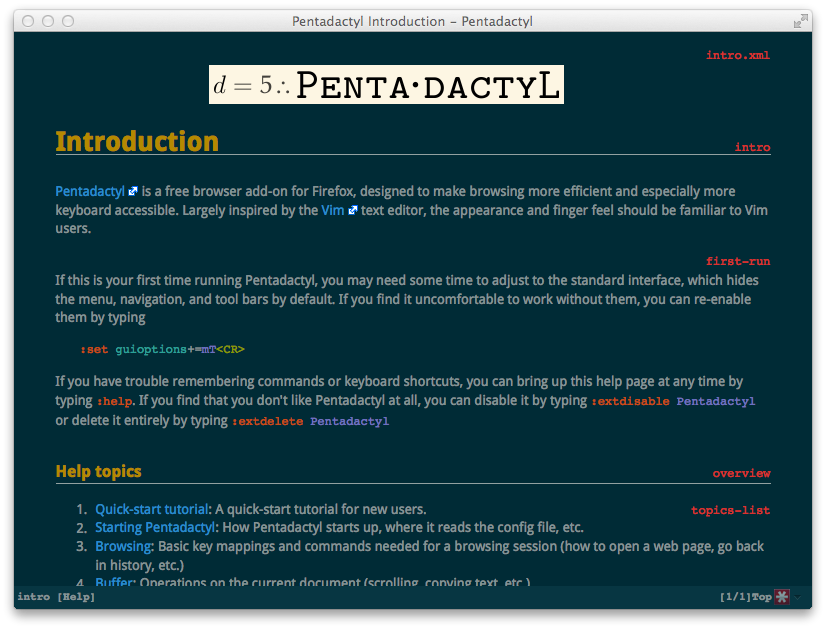 Pentadactyl Introduction – Pentadactyl
intro.xml
d = 5∴ PENTA·DACTYL
Introduction
intro
Pentadactyl is a free browser add-on for Firefox, designed to make browsing more efficient and especially more
keyboard accessible. Largely inspired by the Vim text editor, the appearance and finger feel should be familiar to Vim
users.
first-run
If this is your first time running Pentadactyl, you may need some time to adjust to the standard interface, which hides
the menu, navigation, and tool bars by default. If you find it uncomfortable to work without them, you can re-enable
them by typing
:set guioptions+=mT<CR>
If you have trouble remembering commands or keyboard shortcuts, you can bring up this help page at any time by
typing :help. If you find that you don't like Pentadactyl at all, you can disable it by typing :extdisable Pentadactyl
or delete it entirely by typing :extdelete Pentadactyl
Help topics
overview
topics-list
1. Quick-start tutorial: A quick-start tutorial for new users.
2. Starting Pentadactyl: How Pentadactyl starts up, where it reads the config file, etc.
3. Browsing: Basic key mappings and commands needed for a browsing session (how to open a web page, go back
in history, etc.)
4. Buffer: Operations on the current document (scrolling, copying text, etc.)
intro [Help]
[1/1]Top